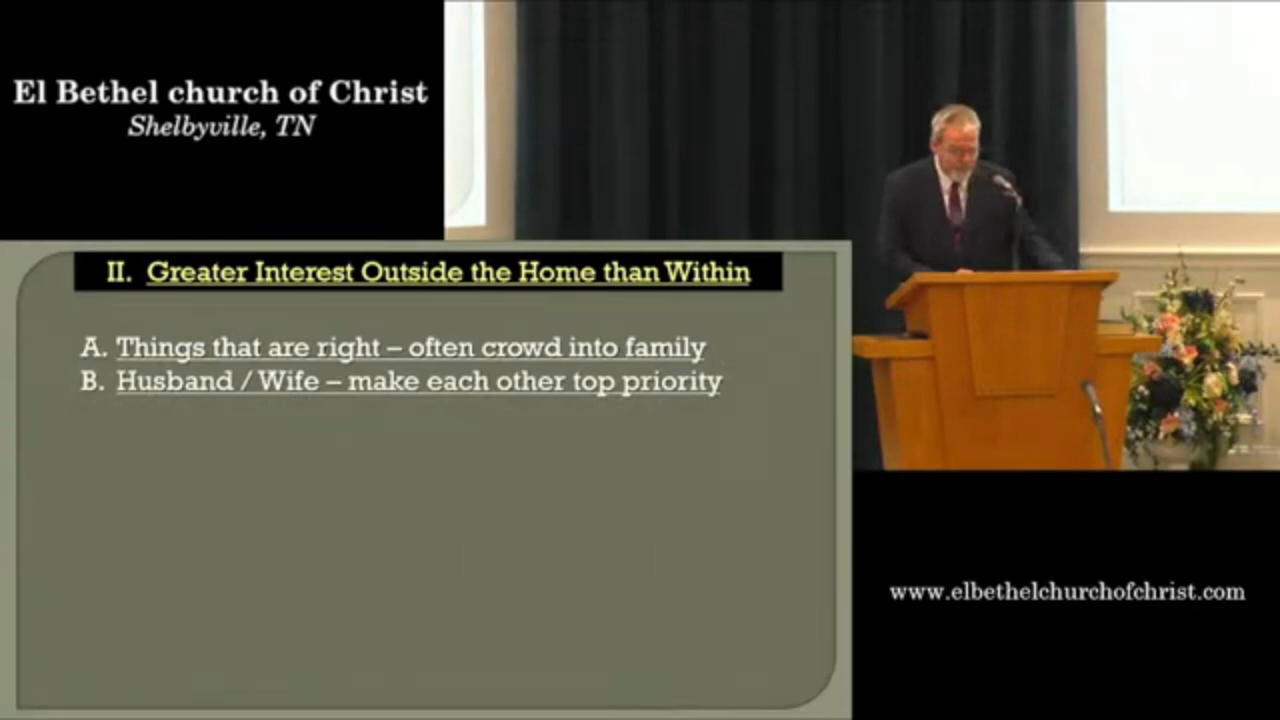 El Bethel church of Christ
Shelbyville, TN
II. Greater Interest Outside the Home than Within
A. Things that are right – often crowd into family
B. Husband / Wife – make each other top priority
www.elbethelchurchofchrist.com